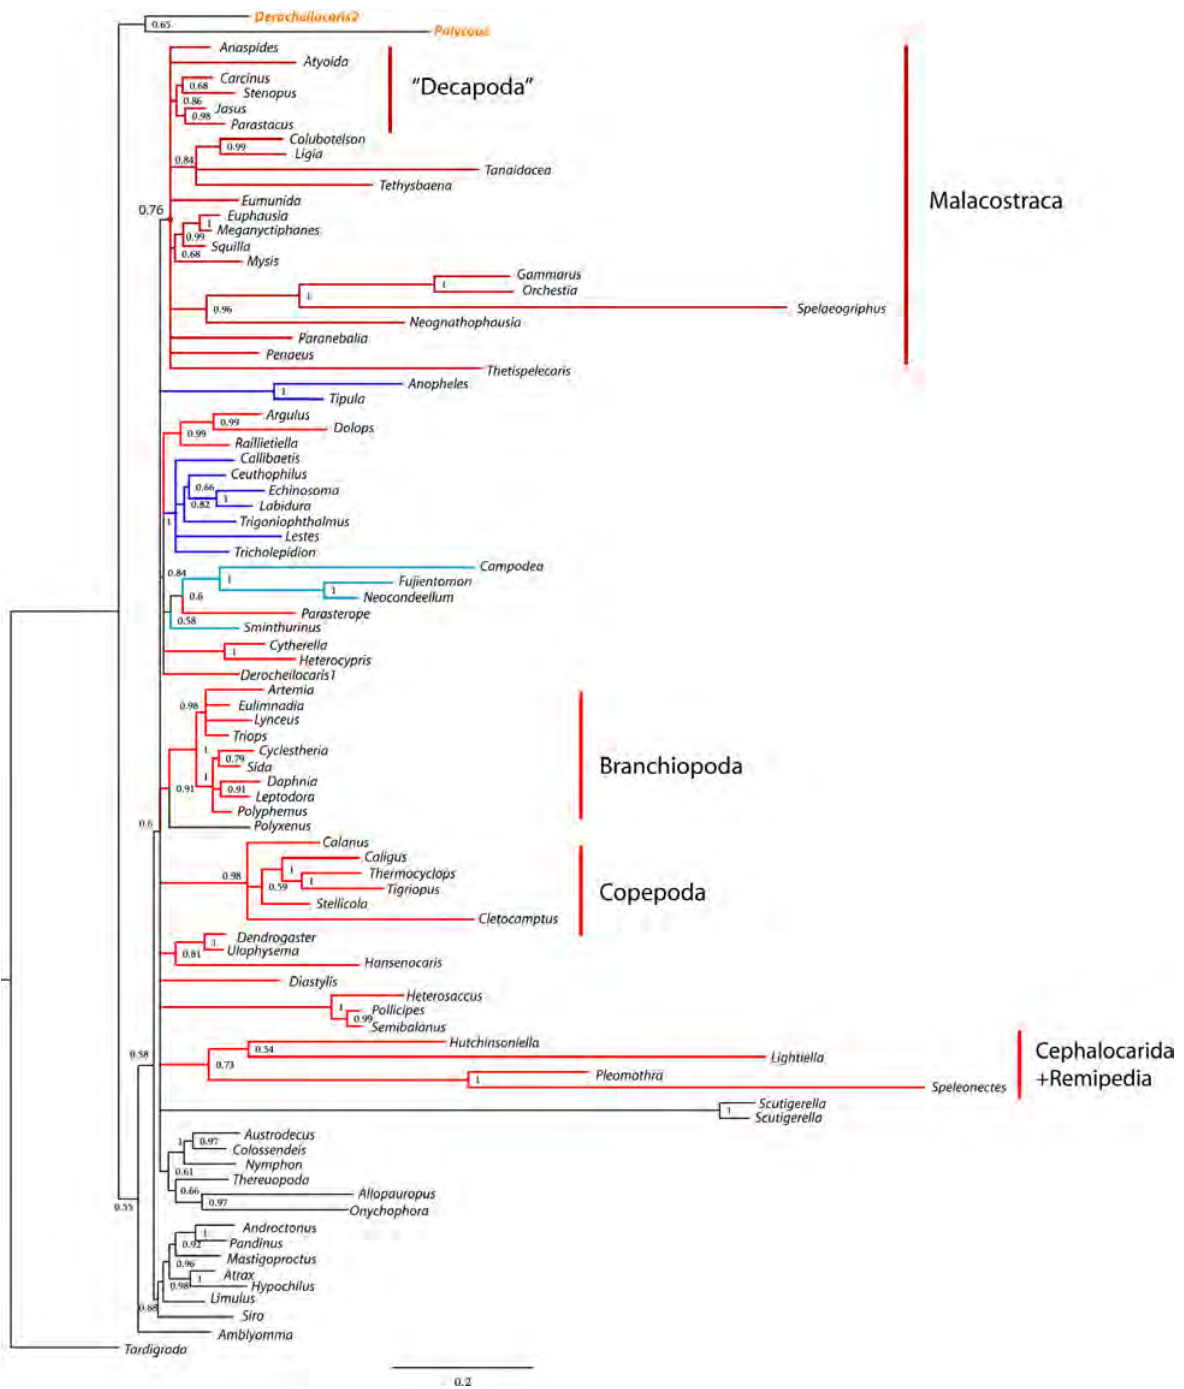 Derocheilocaris2
0.65
Polycope
Anaspides
Atyoida
Carcinus
0.68
Stenopus
"Decapoda"
0.86
Jasus
0.98
Parastacus
Colubotelson
0.99
Ligia
0.84
Tanaidacea
Tethysbaena
Malacostraca
Eumunida
0.76
Euphausia
1
Meganyctiphanes
0.99
Squilla
0.68
Mysis
Gammarus
1
Orchestia
1
Spelaeogriphus
0.96
Neognathophausia
Paranebalia
Penaeus
Thetispelecaris
Anopheles
1
Tipula
Argulus
0.99
Dolops
0.99
Raillietiella
Callibaetis
Ceuthophilus
0.66
Echinosoma
1
0.82
Labidura
1
Trigoniophthalmus
Lestes
Tricholepidion
Campodea
0.84
1
Fujientomon
1
0.6
Neocondeellum
Parasterope
0.58
Sminthurinus
Cytherella
1
Heterocypris
Derocheilocaris1
Artemia
0.98
Eulimnadia
Lynceus
Triops
1
Cyclestheria
0.79
Sida
Branchiopoda
1
Daphnia
0.91
0.91
Leptodora
Polyphemus
0.6
Polyxenus
Calanus
Caligus
1
Thermocyclops
0.98
1
0.59
Tigriopus
Copepoda
Stellicola
Cletocamptus
Dendrogaster
1
Ulophysema
0.81
Hansenocaris
Diastylis
Heterosaccus
1
Pollicipes
0.99
Semibalanus
Hutchinsoniella
0.54
Lightiella
Cephalocarida
+Remipedia
0.58
0.73
Pleomothra
1
Speleonectes
Scutigerella
1
Scutigerella
Austrodecus
1
0.97
Colossendeis
Nymphon
0.61
Thereuopoda
0.66
Allopauropus
0.97
Onychophora
0.55
Androctonus
1
Pandinus
0.92
Mastigoproctus
0.96
Atrax
1
0.98
Hypochilus
Limulus
0.88
Siro
Amblyomma
Tardigrada
0.2